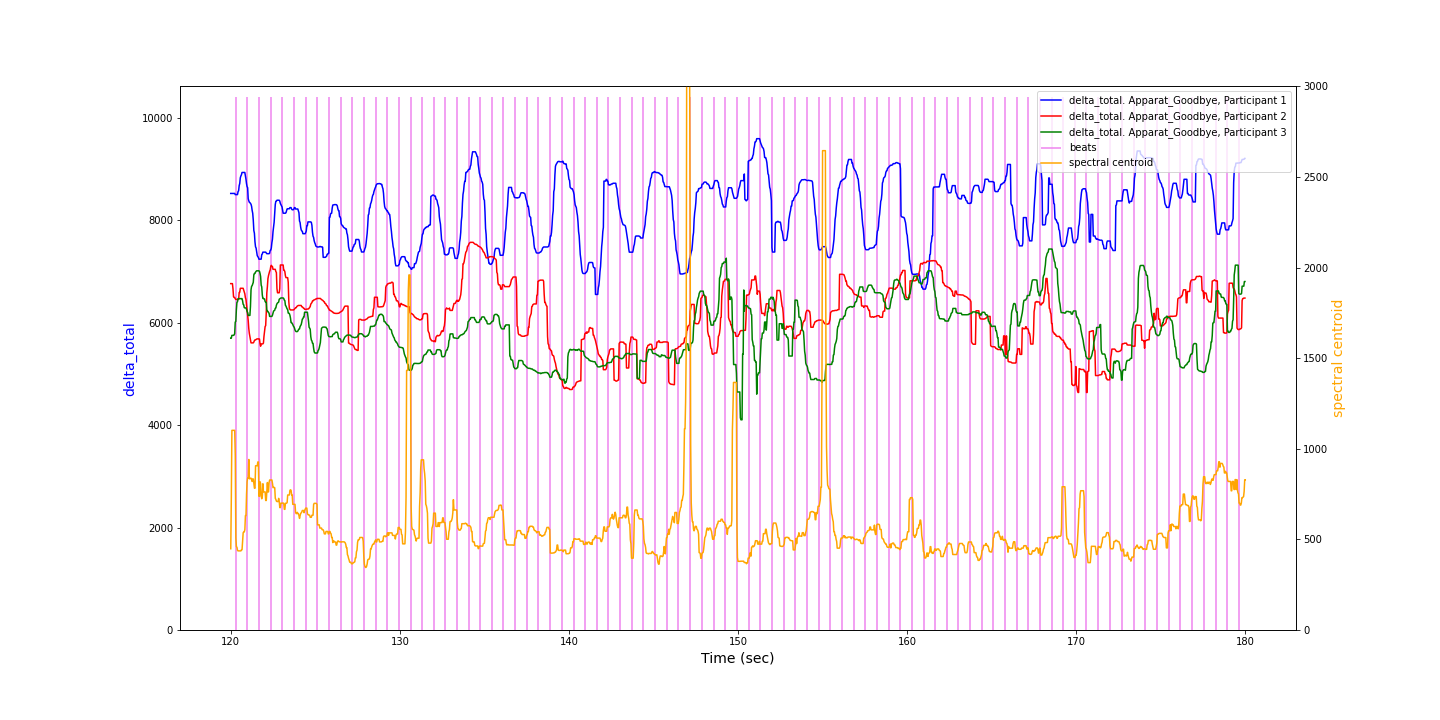 delta_total. Apparat_Goodbye, Participant 1
delta_total. Apparat_Goodbye, Participant 2
delta_total. Apparat_Goodbye, Participant 3
beats
spectral centroid
delta_total
10000
8000
6000
4000
2000
0
3000
2500
2000
1500
1000
500
0
spectral centroid
120
130
140
150
160
170
180
Time (sec)